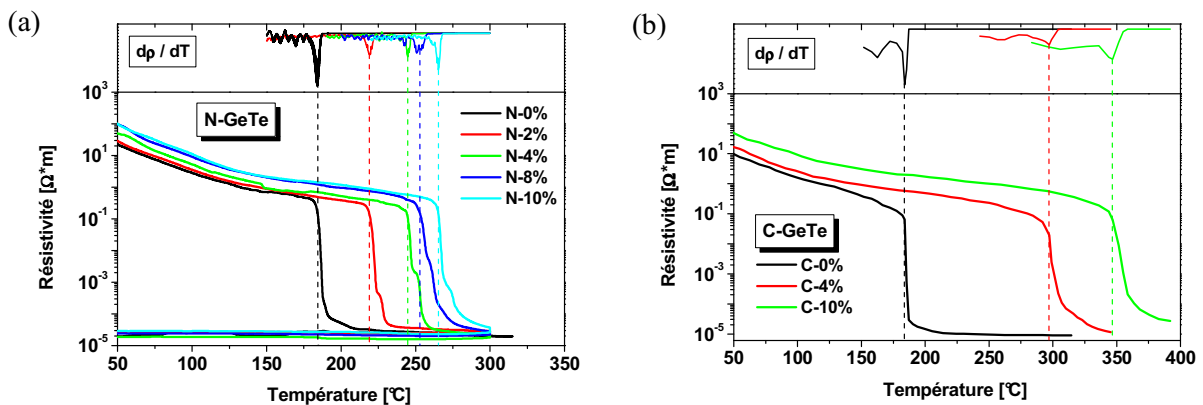 (a)
dρ / dT
10³
N-GeTe
N-0%
N-2%
N-4%
N-8%
N-10%
10¹
10⁻¹
10⁻³
10⁻⁵
Résistivité [Ω*m]
50 100 150 200 250 300 350
Température [°C]
(b)
dρ / dT
10³
10¹
10⁻¹
10⁻³
10⁻⁵
Résistivité [Ω*m]
C-GeTe
C-0%
C-4%
C-10%
50 100 150 200 250 300 350 400
Température [°C]